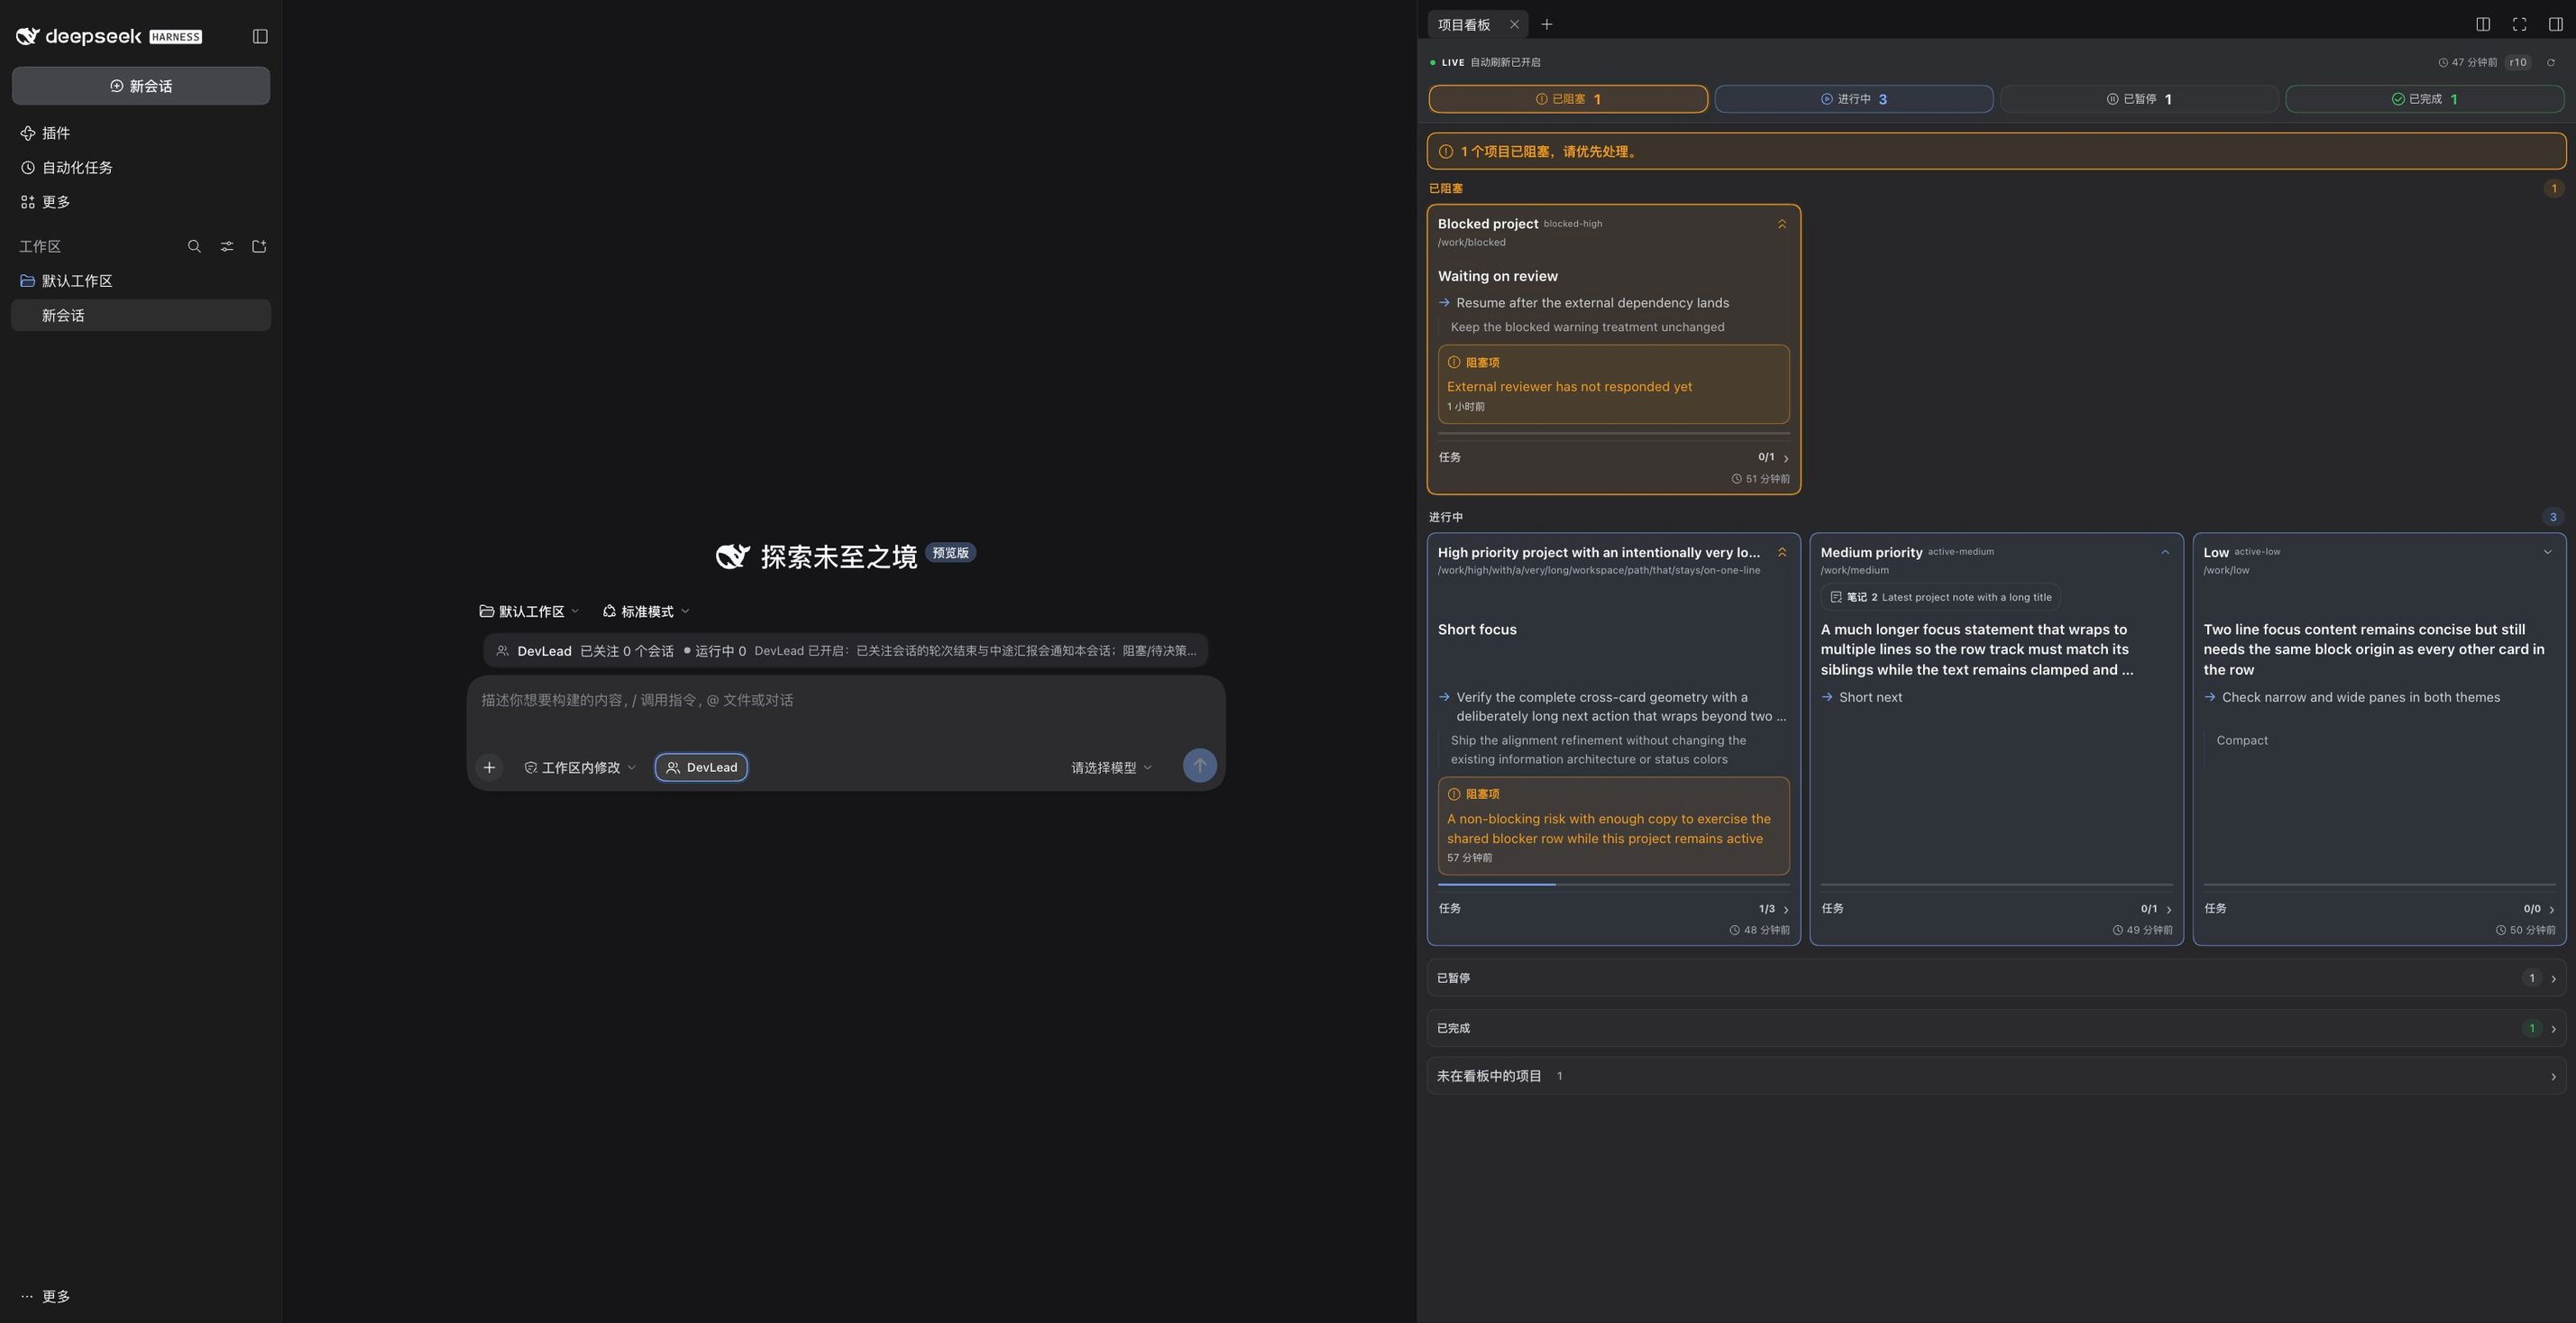 deepseek HARNESS
新会话
插件
自动化任务
更多
工作区
默认工作区
新会话
更多
探索未至之境 预览版
默认工作区 标准模式
DevLead 已关注 0 个会话 运行中 0 DevLead 已开启：已关注会话的轮次结束与中途汇报会通知本会话；阻塞/待决策...
描述你想要构建的内容, / 调用指令, @ 文件或对话
工作区内修改 DevLead 请选择模型
项目看板
LIVE 自动刷新已开启 47 分钟前 r10
已阻塞 1 进行中 3 已暂停 1 已完成 1
1 个项目已阻塞，请优先处理。
已阻塞 1
Blocked project blocked-high
/work/blocked
Waiting on review
Resume after the external dependency lands
Keep the blocked warning treatment unchanged
阻塞项
External reviewer has not responded yet
1 小时前
任务 0/1
51 分钟前
进行中 3
High priority project with an intentionally very lo...
/work/high/with/a/very/long/workspace/path/that/stays/on-one-line
Short focus
Verify the complete cross-card geometry with a
deliberately long next action that wraps beyond two ...
Ship the alignment refinement without changing the
existing information architecture or status colors
阻塞项
A non-blocking risk with enough copy to exercise the
shared blocker row while this project remains active
57 分钟前
任务 1/3
48 分钟前
Medium priority active-medium
/work/medium
笔记 2 Latest project note with a long title
A much longer focus statement that wraps to
multiple lines so the row track must match its
siblings while the text remains clamped and ...
Short next
任务 0/1
49 分钟前
Low active-low
/work/low
Two line focus content remains concise but still
needs the same block origin as every other card in
the row
Check narrow and wide panes in both themes
Compact
任务 0/0
50 分钟前
已暂停 1
已完成 1
未在看板中的项目 1